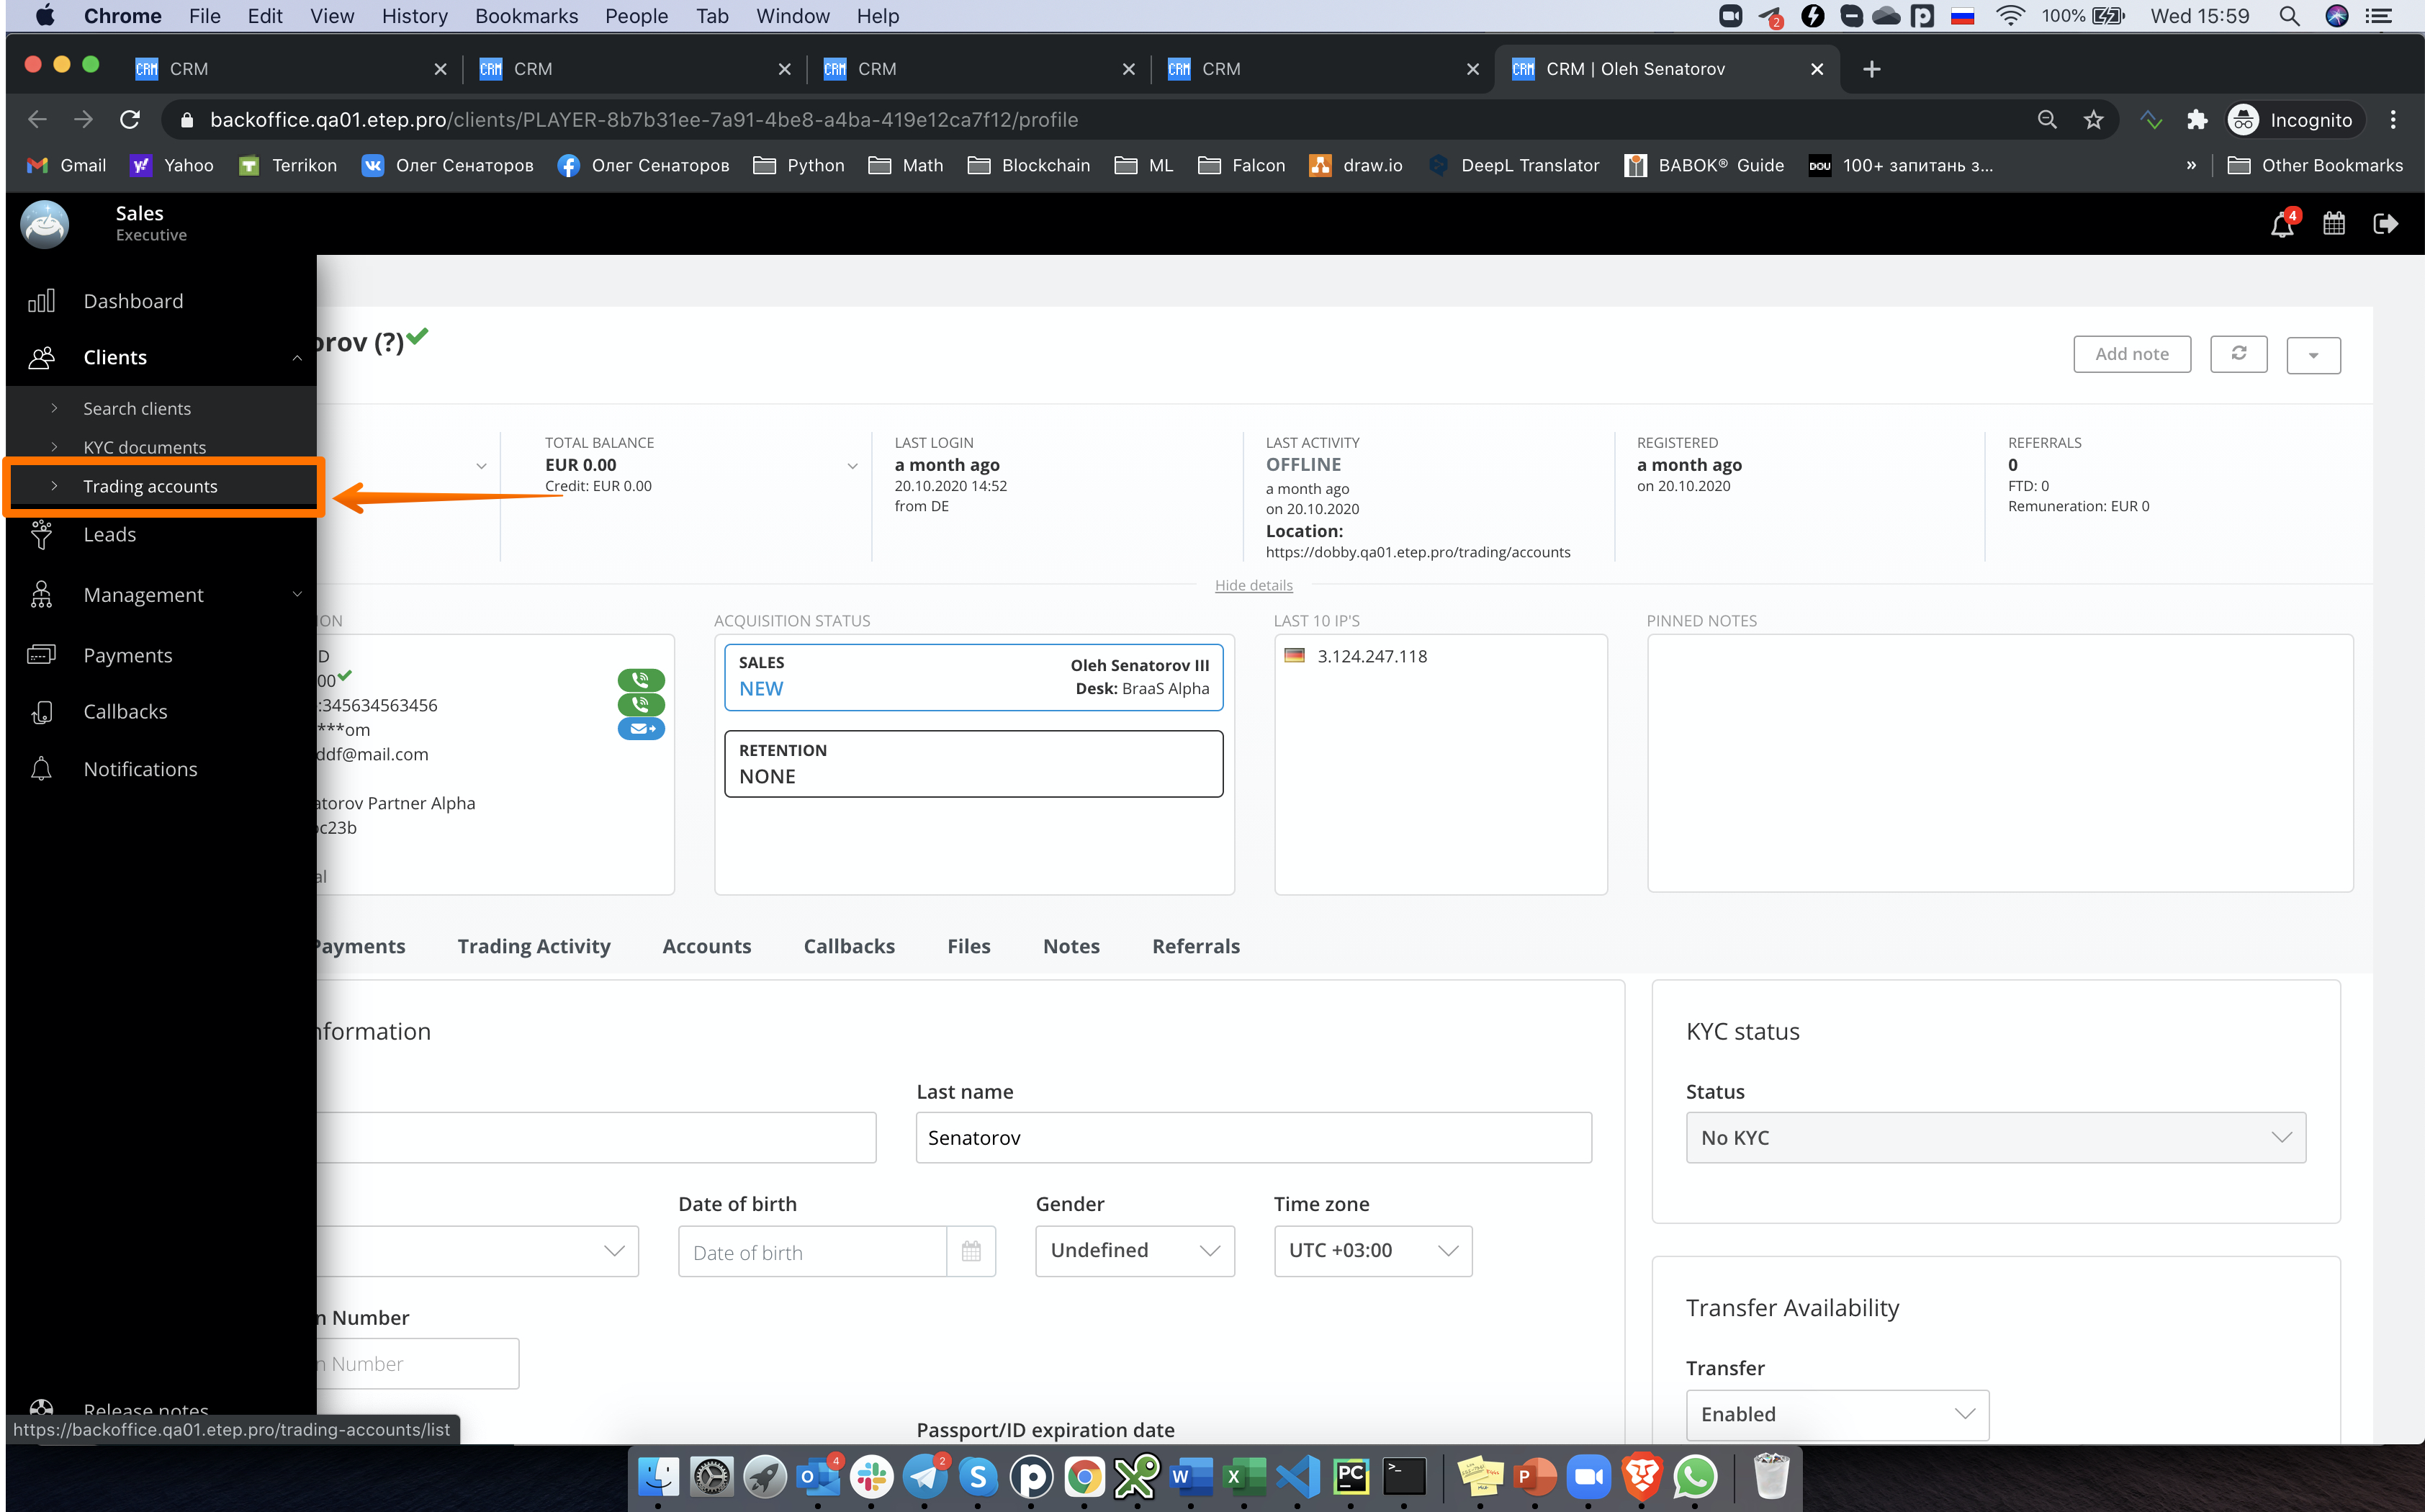 Chrome File Edit View History Bookmarks People Tab Window Help 2 100% Wed 15:59
CRM CRM CRM CRM CRM | Oleh Senatorov
backoffice.qa01.etep.pro/clients/PLAYER-8b7b31ee-7a91-4be8-a4ba-419e12ca7f12/profile Incognito
Gmail Yahoo Terrikon Олег Сенаторов Олег Сенаторов Python Math Blockchain ML Falcon draw.io DeepL Translator BABOK® Guide DOU 100+ запитань з... » Other Bookmarks
Sales
Executive
4
Dashboard
Clients
Search clients
KYC documents
Trading accounts
Leads
Management
Payments
Callbacks
Notifications
Release notes
https://backoffice.qa01.etep.pro/trading-accounts/list
orov (?)
Add note
TOTAL BALANCE
EUR 0.00
Credit: EUR 0.00
LAST LOGIN
a month ago
20.10.2020 14:52
from DE
LAST ACTIVITY
OFFLINE
a month ago
on 20.10.2020
Location:
https://dobby.qa01.etep.pro/trading/accounts
REGISTERED
a month ago
on 20.10.2020
REFERRALS
0
FTD: 0
Remuneration: EUR 0
Hide details
ION
D
00
:345634563456
***om
ddf@mail.com
atorov Partner Alpha
oc23b
al
ACQUISITION STATUS
SALES
NEW
Oleh Senatorov III
Desk: BraaS Alpha
RETENTION
NONE
LAST 10 IP'S
3.124.247.118
PINNED NOTES
Payments Trading Activity Accounts Callbacks Files Notes Referrals
nformation
Last name
Senatorov
Date of birth
Date of birth
Gender
Undefined
Time zone
UTC +03:00
n Number
n Number
Passport/ID expiration date
KYC status
Status
No KYC
Transfer Availability
Transfer
Enabled
4 2